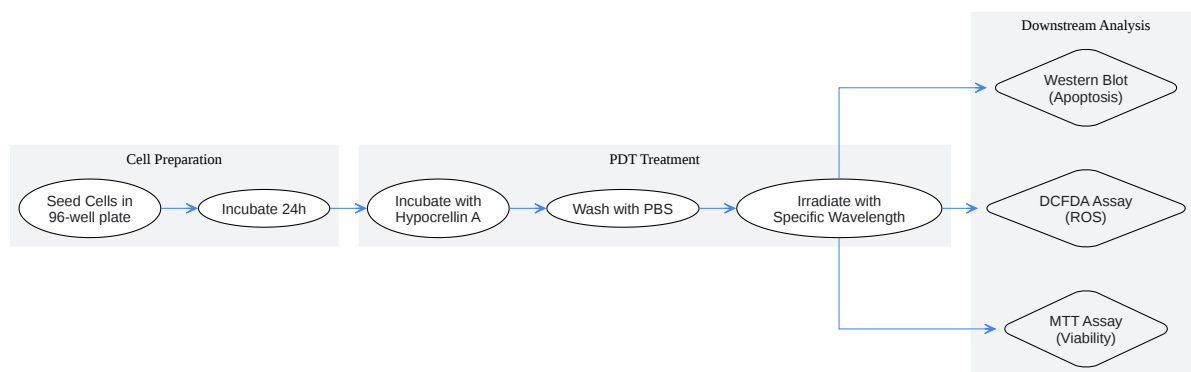 Downstream Analysis
Western Blot
(Apoptosis)
Cell Preparation
PDT Treatment
Seed Cells in
96-well plate
Incubate 24h
Incubate with
Hypocrellin A
Wash with PBS
Irradiate with
Specific Wavelength
DCFDA Assay
(ROS)
MTT Assay
(Viability)